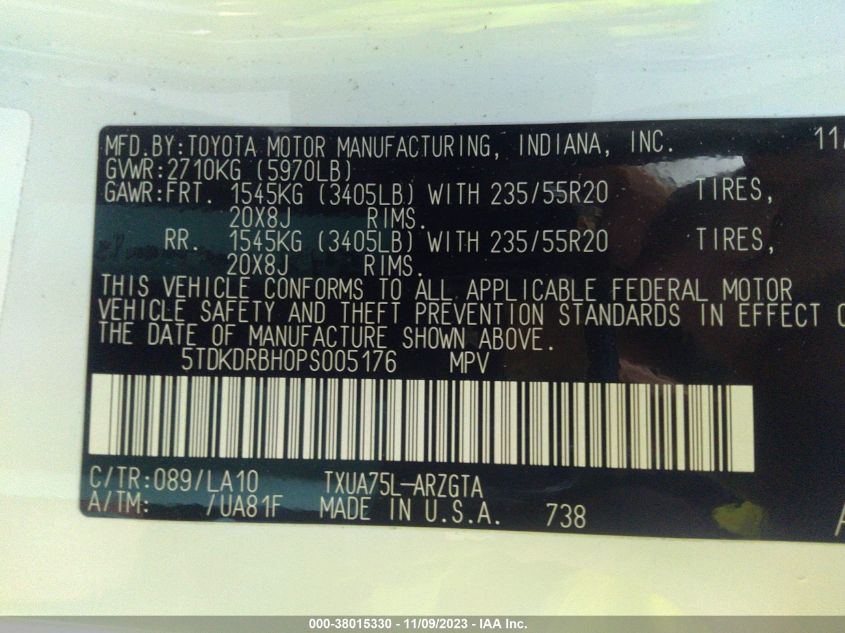 MFD.BY:TOYOTA MOTOR MANUFACTURING, INDIANA, INC. 11/
GVWR:2710KG (5970LB)
GAWR:FRT. 1545KG (3405LB) WITH 235/55R20 TIRES,
20X8J RIMS.
RR. 1545KG (3405LB) WITH 235/55R20 TIRES,
20X8J RIMS.
THIS VEHICLE CONFORMS TO ALL APPLICABLE FEDERAL MOTOR
VEHICLE SAFETY AND THEFT PREVENTION STANDARDS IN EFFECT
THE DATE OF MANUFACTURE SHOWN ABOVE.
5TDKDRBH0PS005176 MPV
C/TR:089/LA10 TXUA75L-ARZGTA
A/TM: /UA81F MADE IN U.S.A. 738
000-38015330 - 11/09/2023 - IAA Inc.